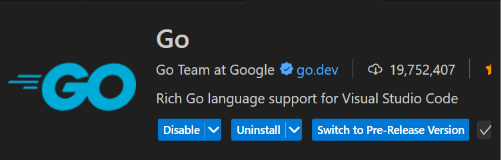 Go
GO
Go Team at Google go.dev 19,752,407
Rich Go language support for Visual Studio Code
Disable Uninstall Switch to Pre-Release Version